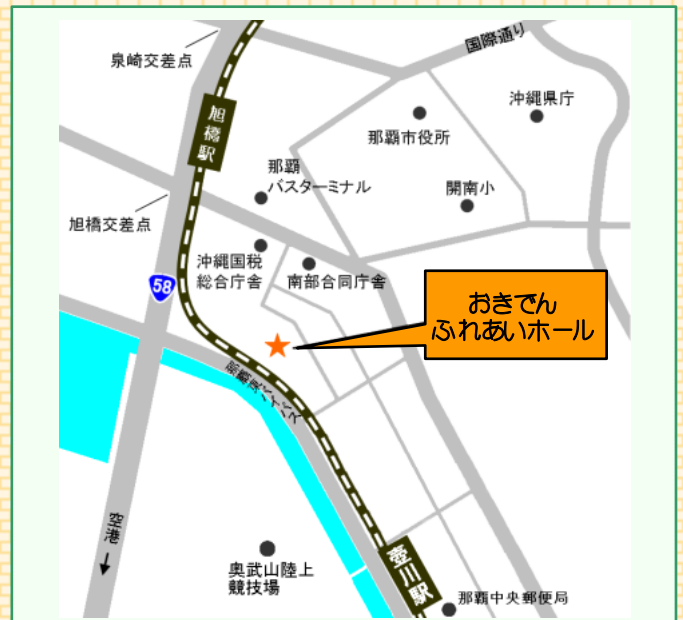 泉崎交差点
国際通り
旭橋駅
沖縄県庁
那覇市役所
那覇
バスターミナル
開南小
旭橋交差点
沖縄国税
総合庁舎
南部合同庁舎
58
おきでん
ふれあいホール
那覇東バイパス
空港
奥武山陸上
競技場
壺川駅
那覇中央郵便局